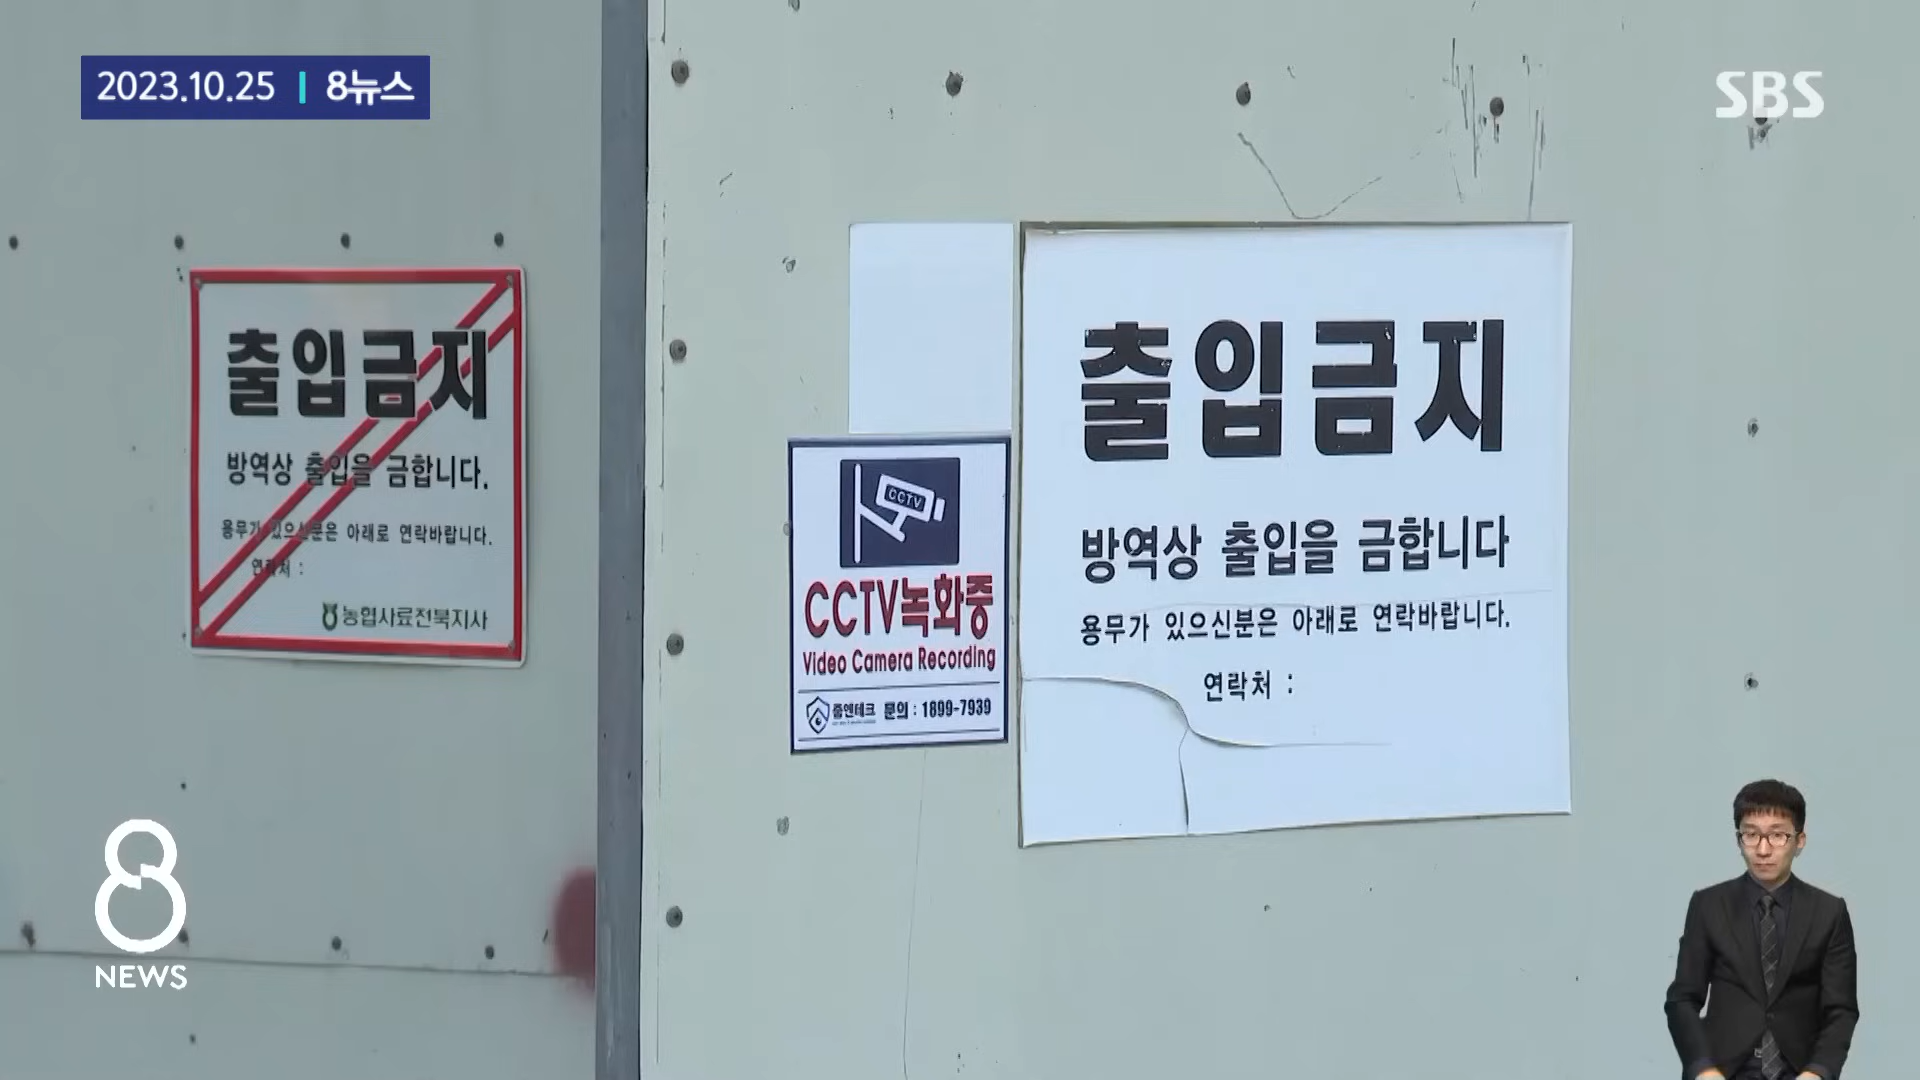 2023.10.25 | 8뉴스
SBS
출입금지
방역상 출입을 금합니다.
용무가 있으신분은 아래로 연락바랍니다.
연락처 :
농협사료전북지사
CCTV
CCTV녹화중
Video Camera Recording
줌엔테크 문의 : 1899-7939
출입금지
방역상 출입을 금합니다
용무가 있으신분은 아래로 연락바랍니다.
연락처 :
8
NEWS